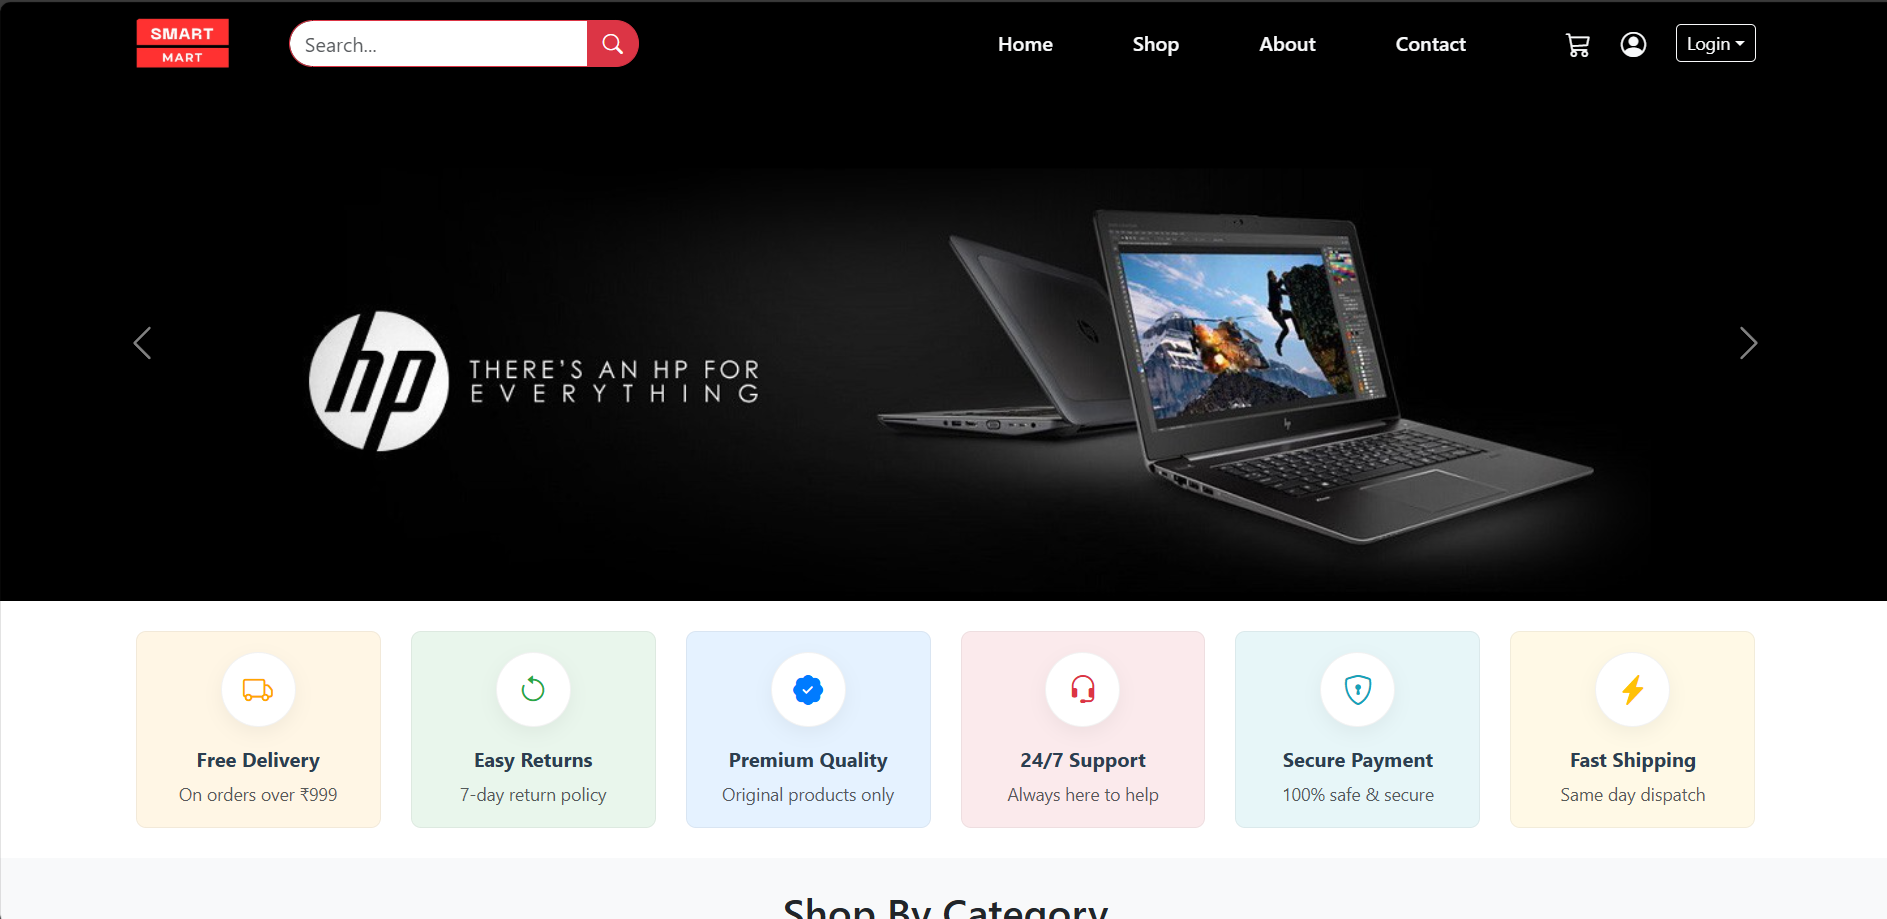 SMART
MART
Search...
Home
Shop
About
Contact
Login
hp
THERE'S AN HP FOR
EVERYTHING
Free Delivery
On orders over ₹999
Easy Returns
7-day return policy
Premium Quality
Original products only
24/7 Support
Always here to help
Secure Payment
100% safe & secure
Fast Shipping
Same day dispatch
Shop By Category